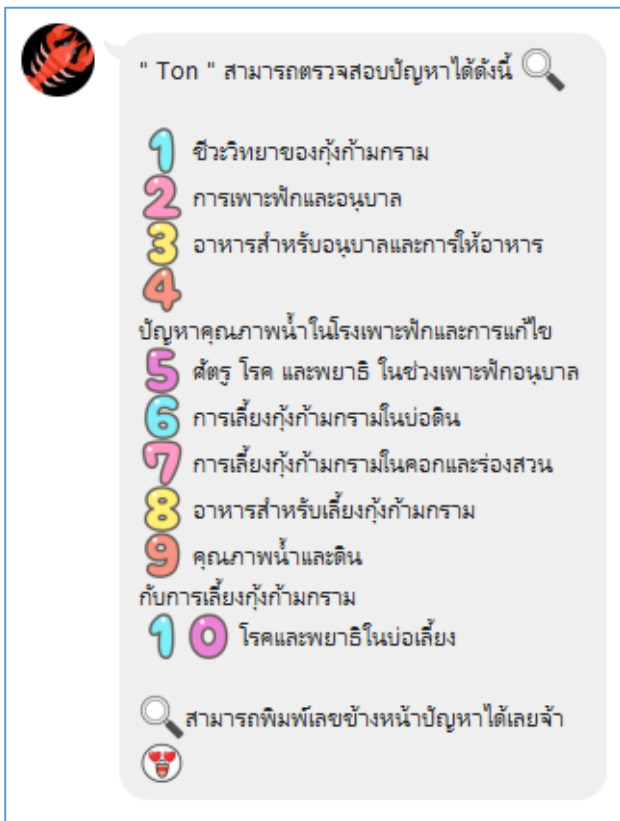 " Ton " สามารถตรวจสอบปัญหาได้ดังนี้
1 ชีวะวิทยาของกุ้งก้ามกราม
2 การเพาะฟักและอนุบาล
3 อาหารสำหรับอนุบาลและการให้อาหาร
4
ปัญหาคุณภาพน้ำในโรงเพาะฟักและการแก้ไข
5 ศัตรู โรค และพยาธิ ในช่วงเพาะฟักอนุบาล
6 การเลี้ยงกุ้งก้ามกรามในบ่อดิน
7 การเลี้ยงกุ้งก้ามกรามในคอกและร่องสวน
8 อาหารสำหรับเลี้ยงกุ้งก้ามกราม
9 คุณภาพน้ำและดิน
กับการเลี้ยงกุ้งก้ามกราม
10 โรคและพยาธิในบ่อเลี้ยง
สามารถพิมพ์เลขข้างหน้าปัญหาได้เลยจ้า